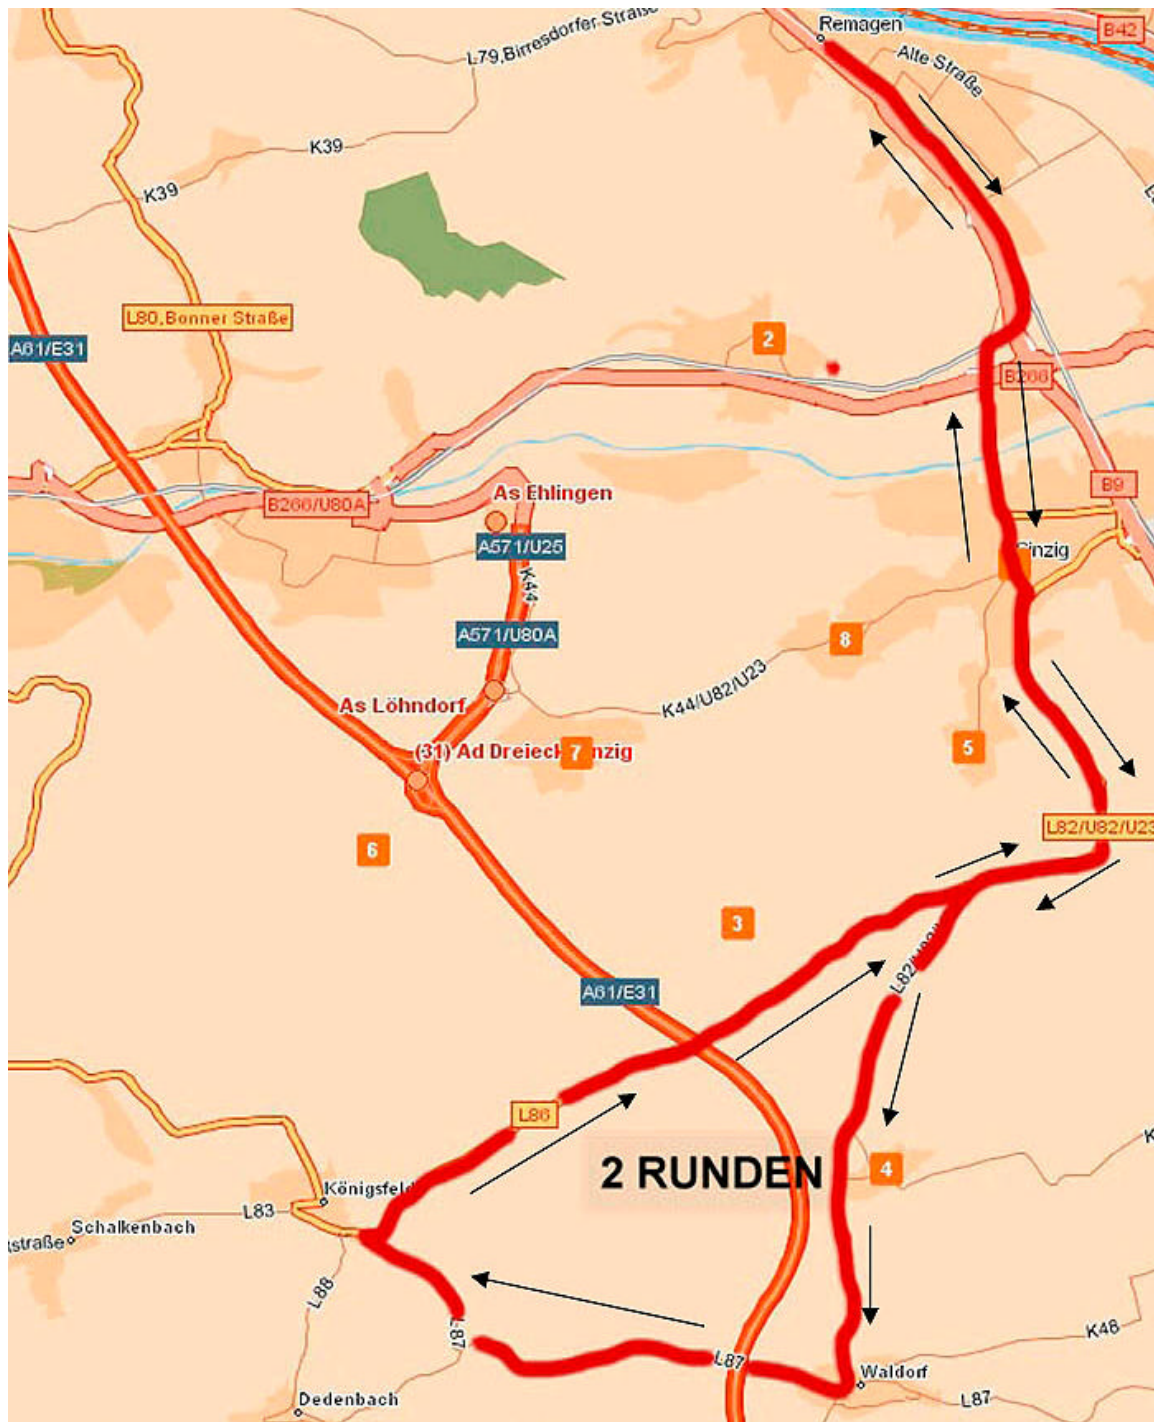 Remagen
B42
L79,Birresdorfer Straße
Alte Straße
K39
K39
L80,Bonner Straße
A61/E31
2
B266
B9
As Ehlingen
B266/U80A
A571/U25
Sinzig
K44
A571/U80A
8
K44/U82/U23
As Löhndorf
(31) Ad Dreieck
nzig
7
5
L82/U82/U23
6
3
L82/
A61/E31
L86
2 RUNDEN
4
Königsfeld
L83
Schalkenbach
tstraße
L88
L87
K48
L87
Waldorf
L87
Dedenbach